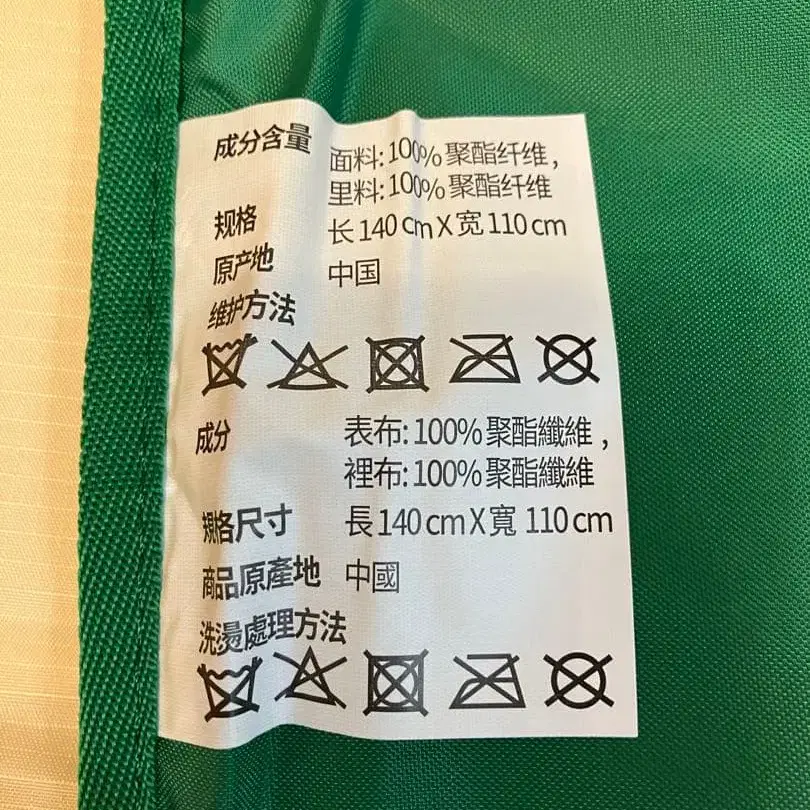 成分含量 面料: 100% 聚酯纤维 ,
里料: 100% 聚酯纤维
规格 长 140 cm X 宽 110 cm
原产地 中国
维护方法
成分 表布: 100% 聚酯纖維 ,
裡布: 100% 聚酯纖維
規格尺寸 長 140 cm X 寬 110 cm
商品原產地 中國
洗燙處理方法